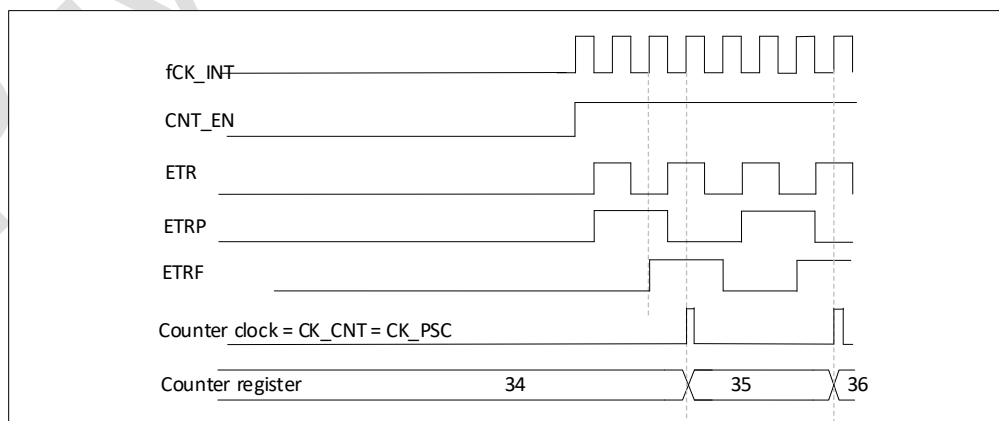 fCK_INT
CNT_EN
ETR
ETRP
ETRF
Counter clock = CK_CNT = CK_PSC
Counter register 34 35 36